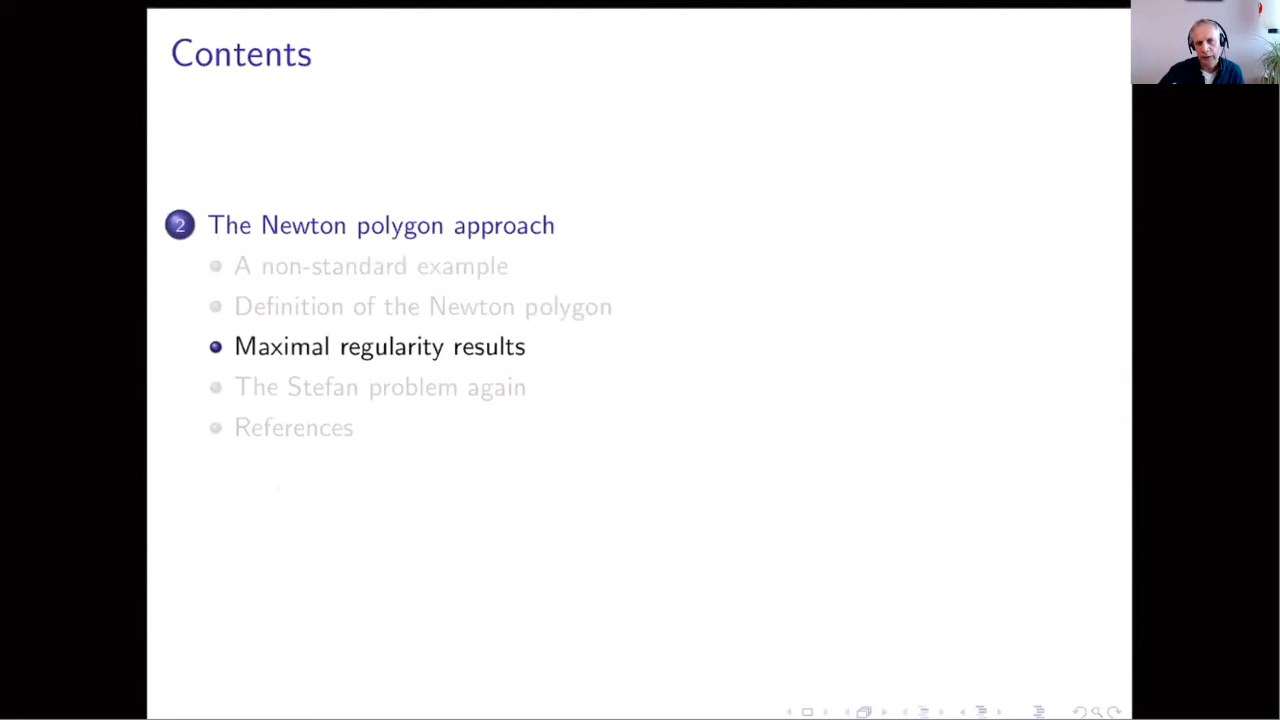 Contents
2 The Newton polygon approach
A non-standard example
Definition of the Newton polygon
Maximal regularity results
The Stefan problem again
References